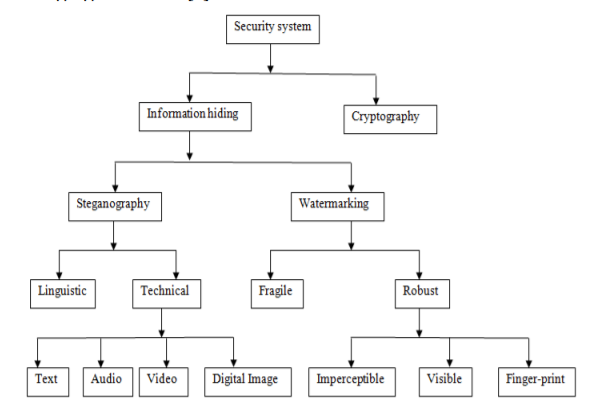 Security system
Information hiding
Cryptography
Steganography
Watermarking
Linguistic
Technical
Fragile
Robust
Text
Audio
Video
Digital Image
Imperceptible
Visible
Finger-print